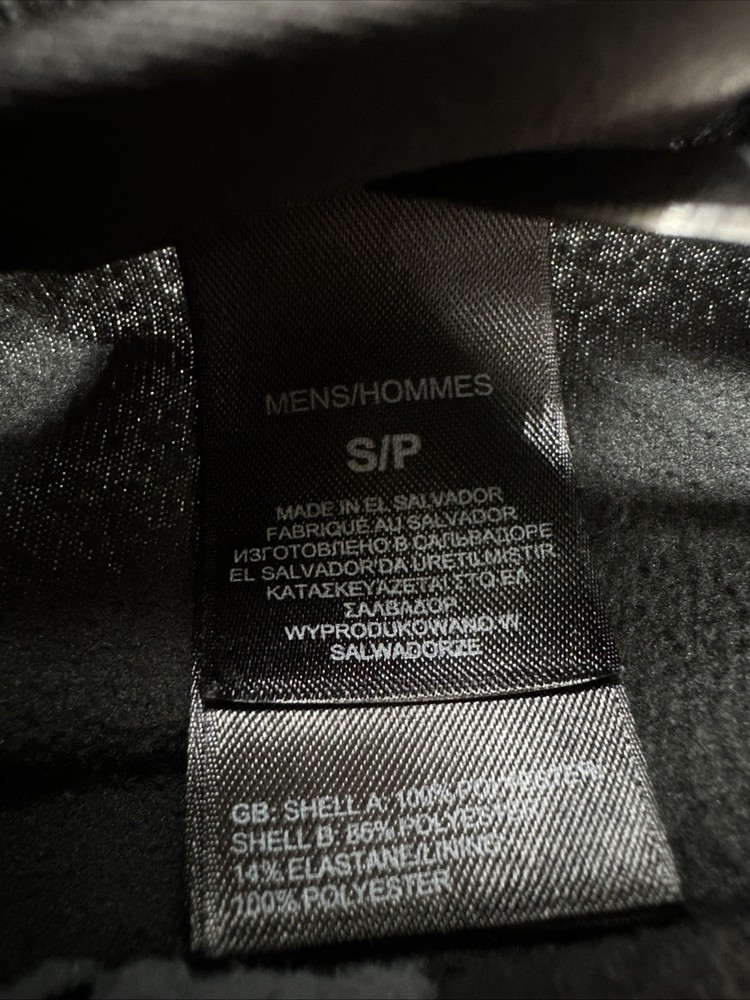 MENS/HOMMES
S/P
MADE IN EL SALVADOR
FABRIQUÉ AU SALVADOR
ИЗГОТОВЛЕНО В САЛЬВАДОРЕ
EL SALVADOR'DA ÜRETILMISTIR
ΚΑΤΑΣΚΕΥΑΖΕΤΑΙ ΣΤΟ ΕΛ
ΣΑΛΒΑΔΟΡ
WYPRODUKOWANO W
SALWADORZE
GB: SHELL A: 100% POLYESTER/
SHELL B: 86% POLYESTER
14% ELASTANE/LINING:
100% POLYESTER